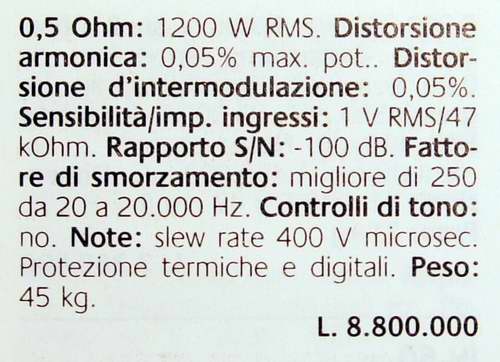 0,5 Ohm: 1200 W RMS. Distorsione
armonica: 0,05% max. pot.. Distor-
sione d'intermodulazione: 0,05%.
Sensibilità/imp. ingressi: 1 V RMS/47
kOhm. Rapporto S/N: -100 dB. Fatto-
re di smorzamento: migliore di 250
da 20 a 20.000 Hz. Controlli di tono:
no. Note: slew rate 400 V microsec.
Protezione termiche e digitali. Peso:
45 kg.
L. 8.800.000